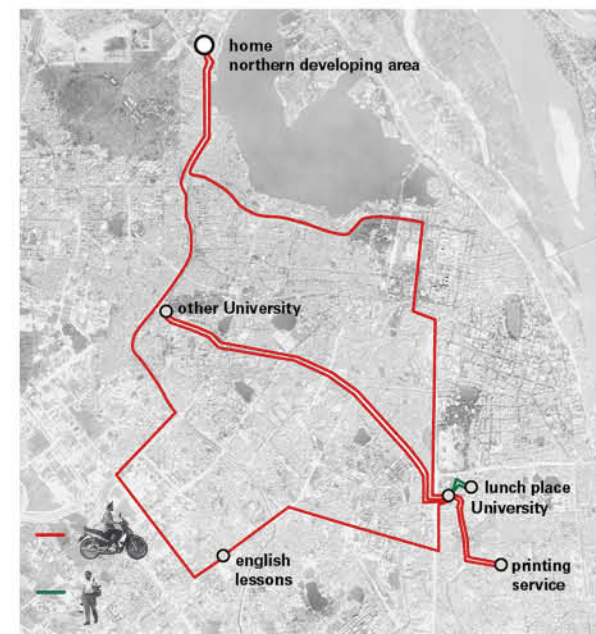 home
northern developing area
other University
lunch place
University
english
lessons
printing
service